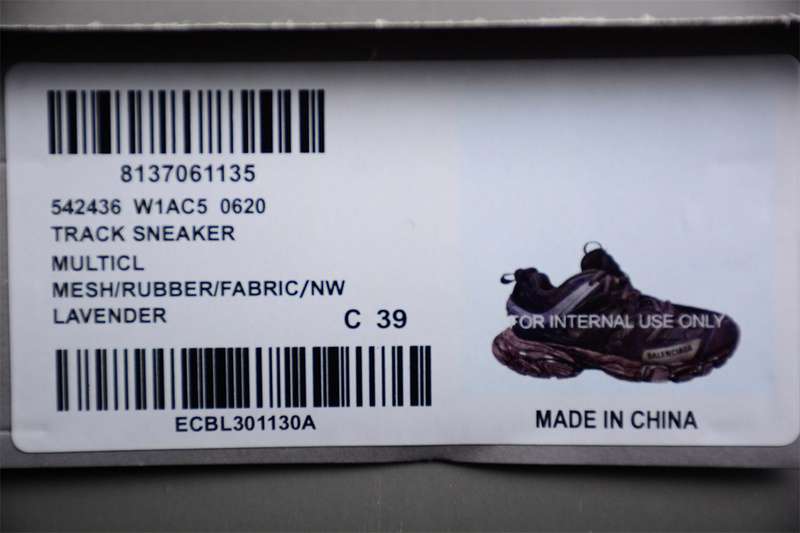 8137061135
542436 W1AC5 0620
TRACK SNEAKER
MULTICL
MESH/RUBBER/FABRIC/NW
LAVENDER
C 39
ECBL301130A
FOR INTERNAL USE ONLY
BALENCIAGA
MADE IN CHINA